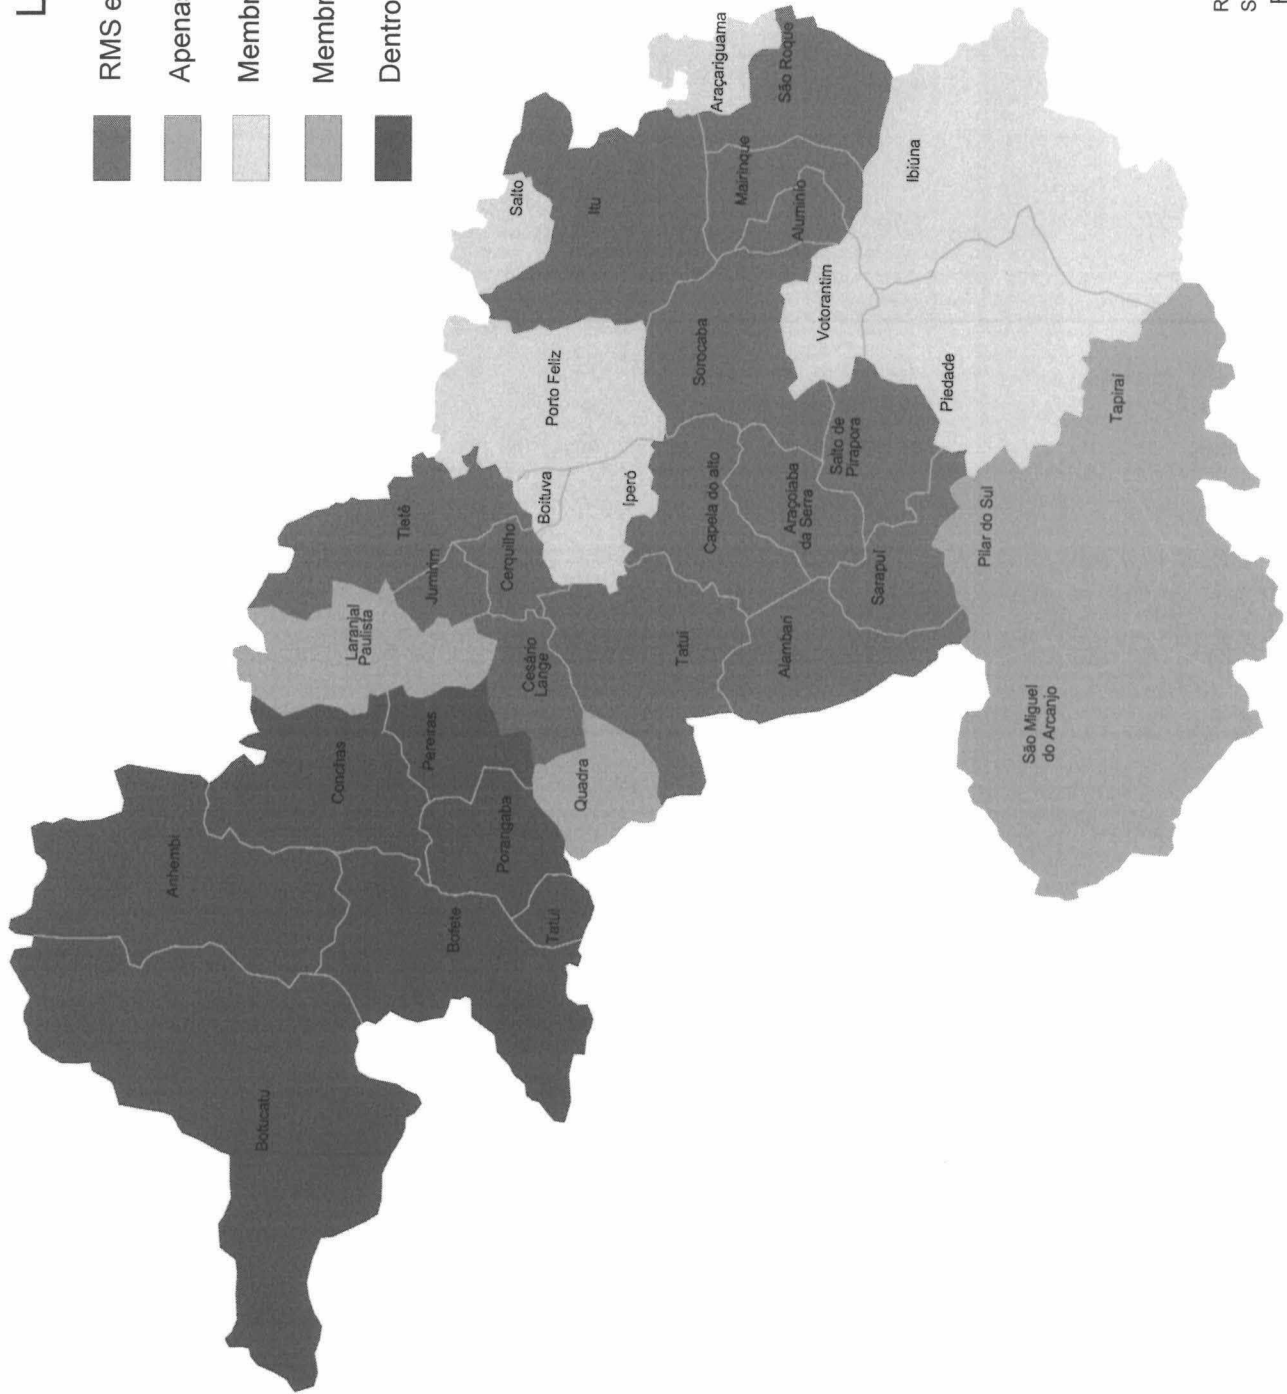 L
RMS e
Apena
Membr
Membr
Dentro
Anhembi
Botucatu
Conchas
Laranjal
Paulista
Tietê
Jumirim
Pereiras
Bofete
Porangaba
Cerquilho
Cesário
Lange
Tatuí
Quadra
Salto
Itu
Porto Feliz
Boituva
Iperó
Tatuí
Capela do alto
Sorocaba
Araçariguama
São Roque
Mairinque
Alumínio
Votorantim
Araçoiaba
da Serra
Salto de
Pirapora
Alambari
Sarapuí
Ibiúna
Piedade
Pilar do Sul
São Miguel
do Arcanjo
Tapiraí
R
S